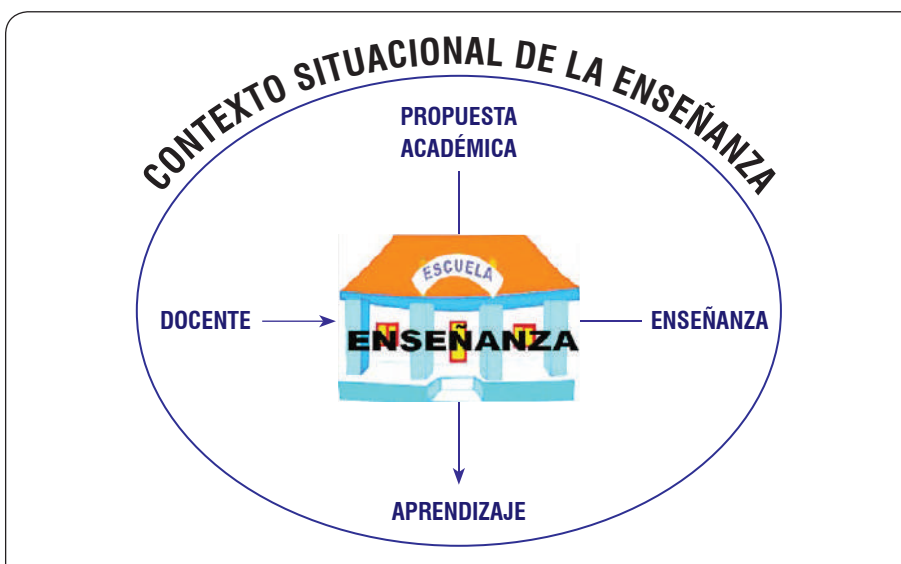 CONTEXTO SITUACIONAL DE LA ENSEÑANZA
PROPUESTA
ACADÉMICA
ESCUELA
DOCENTE
ENSEÑANZA
ENSEÑANZA
APRENDIZAJE